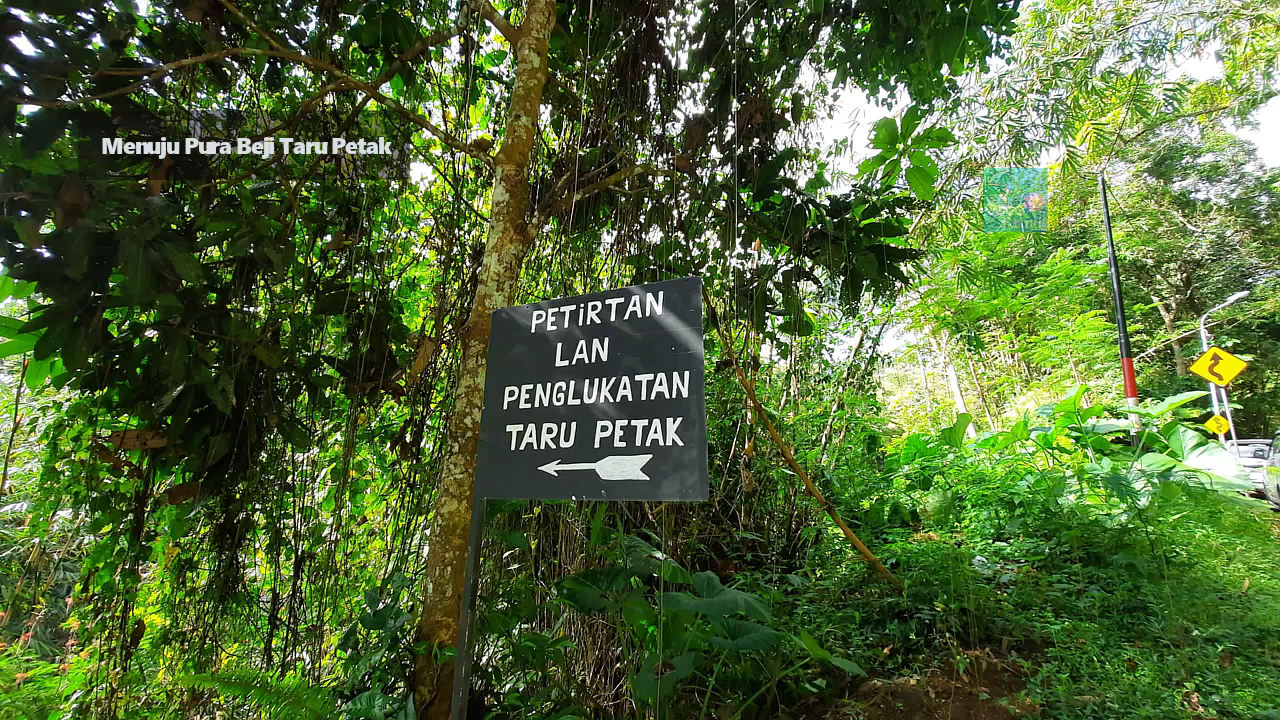 Menuju Pura Beji Taru Petak
PETiRTAN
LAN
PENGLUKATAN
TARU PETAK